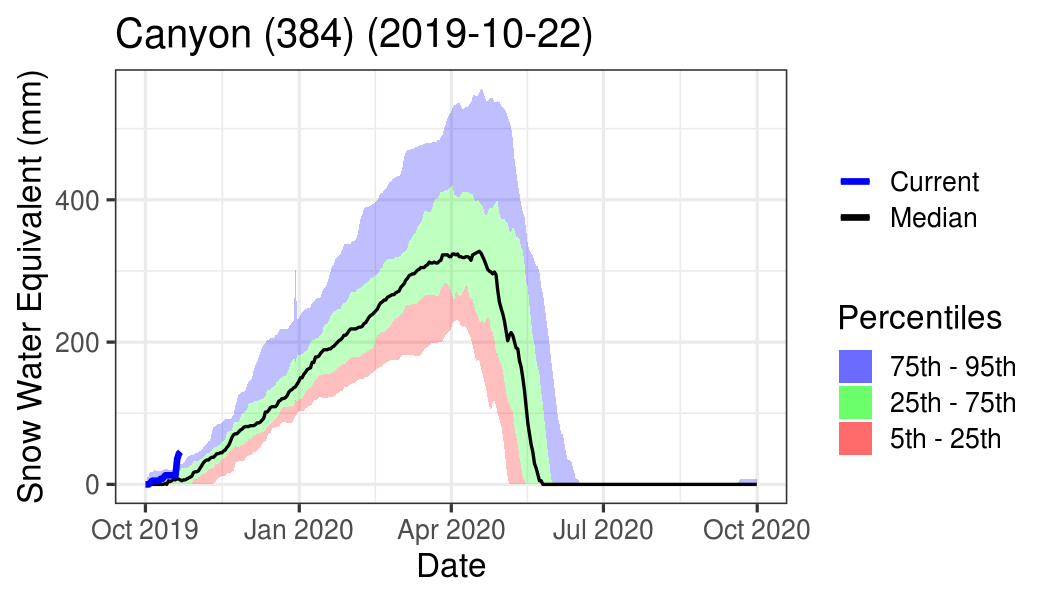 Canyon (384) (2019-10-22)
Snow Water Equivalent (mm)
400
200
0
Oct 2019 Jan 2020 Apr 2020 Jul 2020 Oct 2020
Date
Current
Median
Percentiles
75th - 95th
25th - 75th
5th - 25th